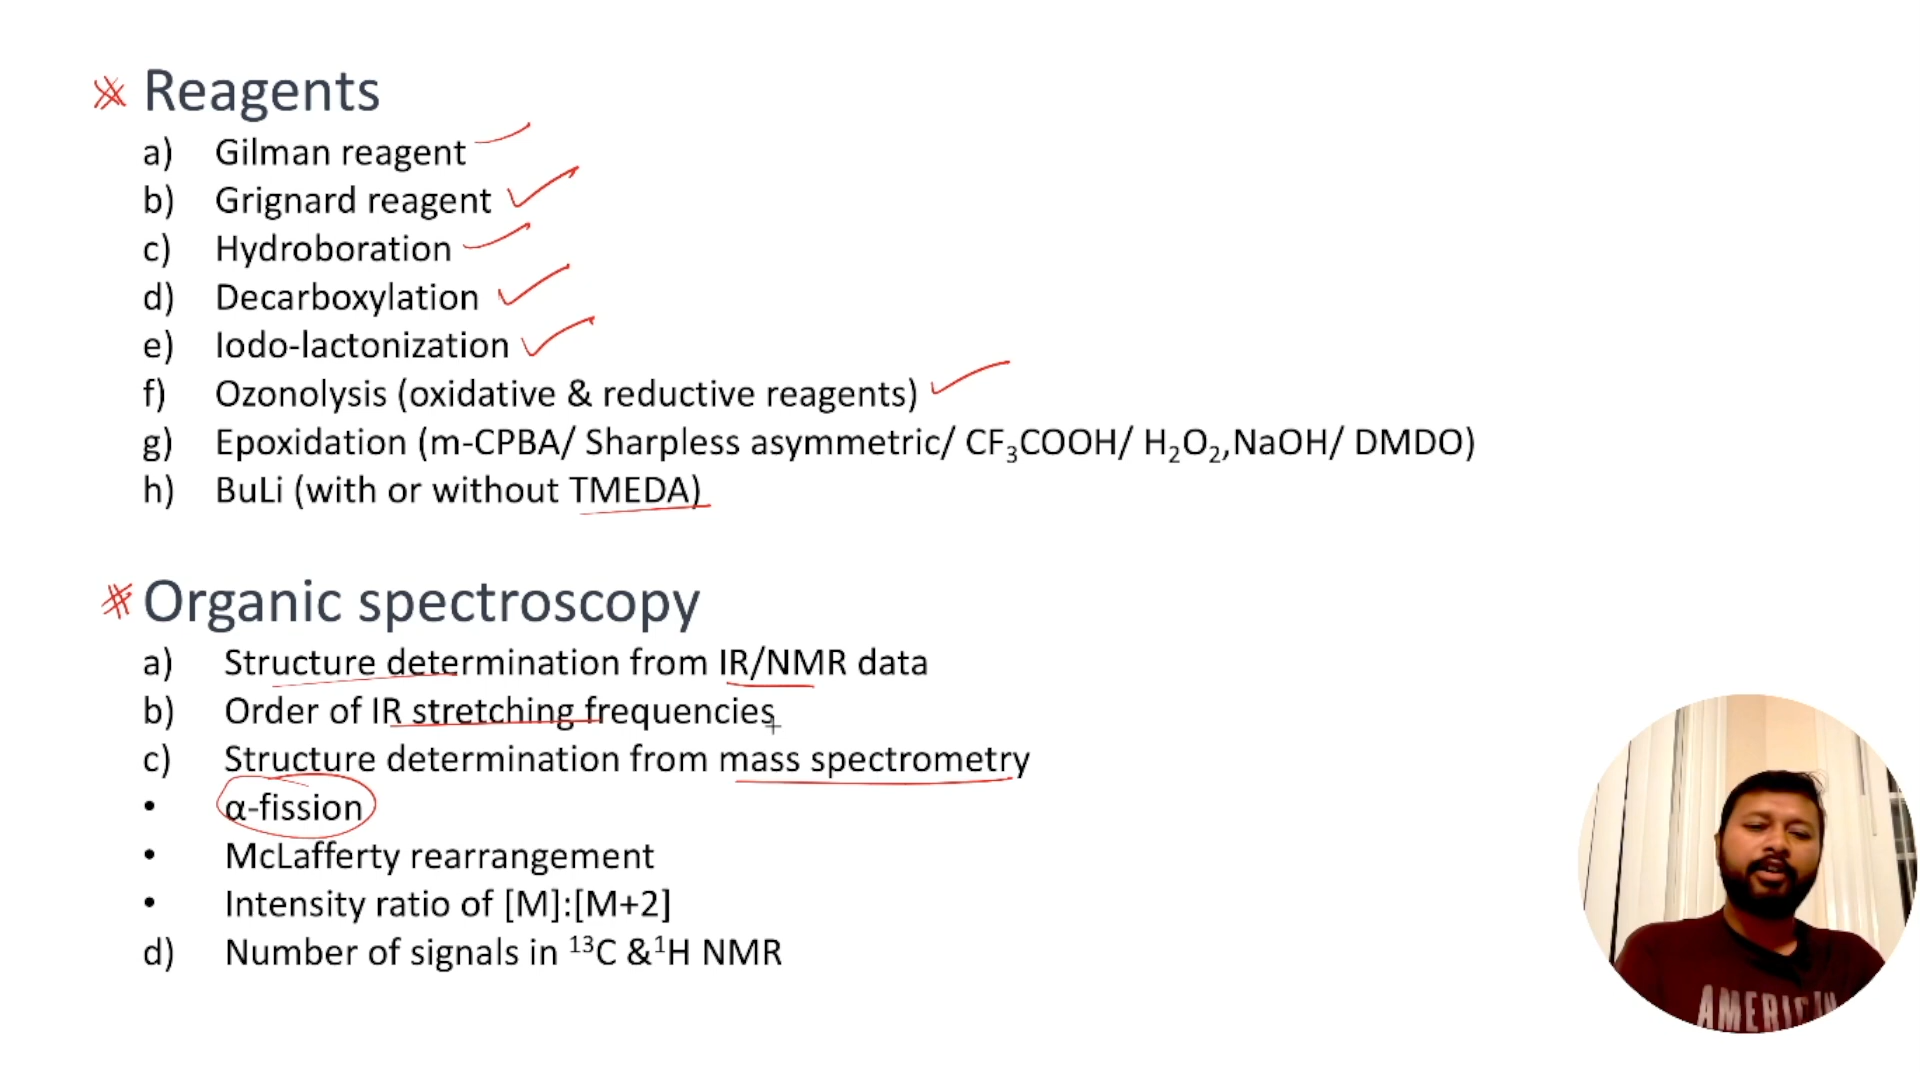 Reagents
a) Gilman reagent
b) Grignard reagent
c) Hydroboration
d) Decarboxylation
e) Iodo-lactonization
f) Ozonolysis (oxidative & reductive reagents)
g) Epoxidation (m-CPBA/ Sharpless asymmetric/ CF₃COOH/ H₂O₂,NaOH/ DMDO)
h) BuLi (with or without TMEDA)
Organic spectroscopy
a) Structure determination from IR/NMR data
b) Order of IR stretching frequencies
c) Structure determination from mass spectrometry
• α-fission
• McLafferty rearrangement
• Intensity ratio of [M]:[M+2]
d) Number of signals in ¹³C &¹H NMR